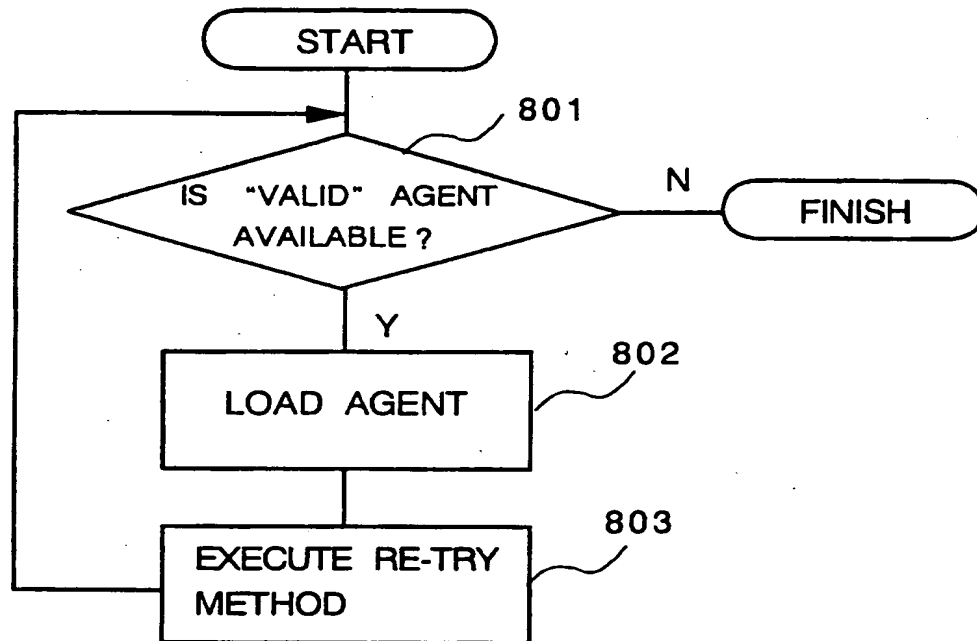 START
801
IS "VALID" AGENT
AVAILABLE?
N
FINISH
Y
802
LOAD AGENT
803
EXECUTE RE-TRY
METHOD